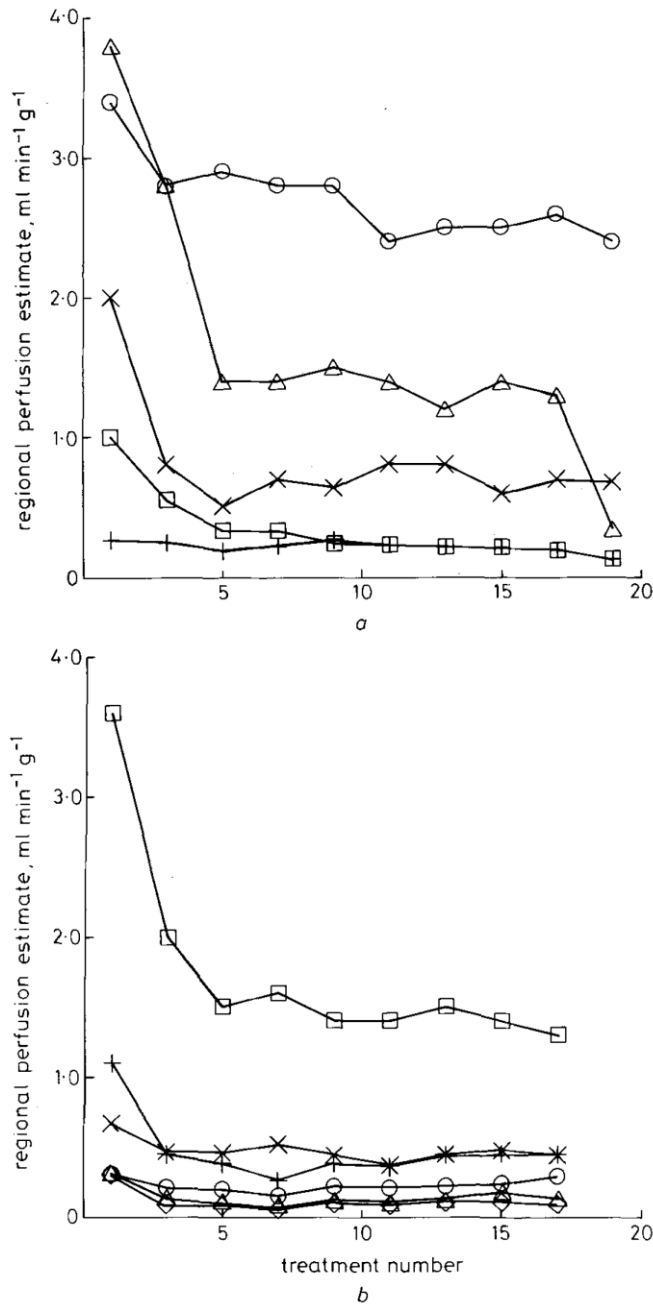 4·0
3·0
2·0
1·0
0
regional perfusion estimate, ml min⁻¹ g⁻¹
5 10 15 20
a
4·0
3·0
2·0
1·0
0
regional perfusion estimate, ml min⁻¹ g⁻¹
5 10 15 20
treatment number
b